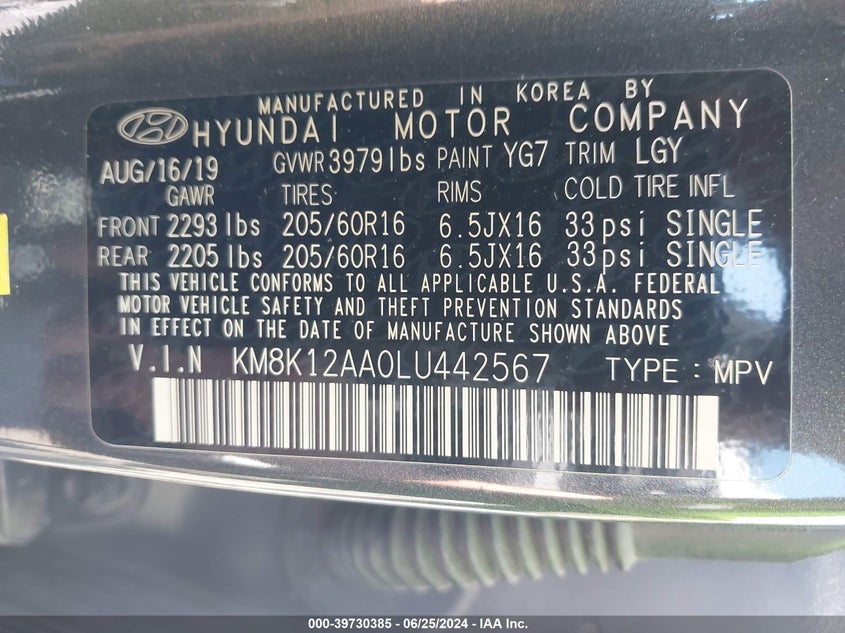 MANUFACTURED IN KOREA BY
HYUNDAI MOTOR COMPANY
AUG/16/19 GVWR 3979lbs PAINT YG7 TRIM LGY
GAWR TIRES RIMS COLD TIRE INFL
FRONT 2293 lbs 205/60R16 6.5JX16 33psi SINGLE
REAR 2205 lbs 205/60R16 6.5JX16 33psi SINGLE
THIS VEHICLE CONFORMS TO ALL APPLICABLE U.S.A. FEDERAL
MOTOR VEHICLE SAFETY AND THEFT PREVENTION STANDARDS
IN EFFECT ON THE DATE OF MANUFACTURE SHOWN ABOVE
V.I.N KM8K12AA0LU442567 TYPE : MPV
000-39730385 - 06/25/2024 - IAA Inc.